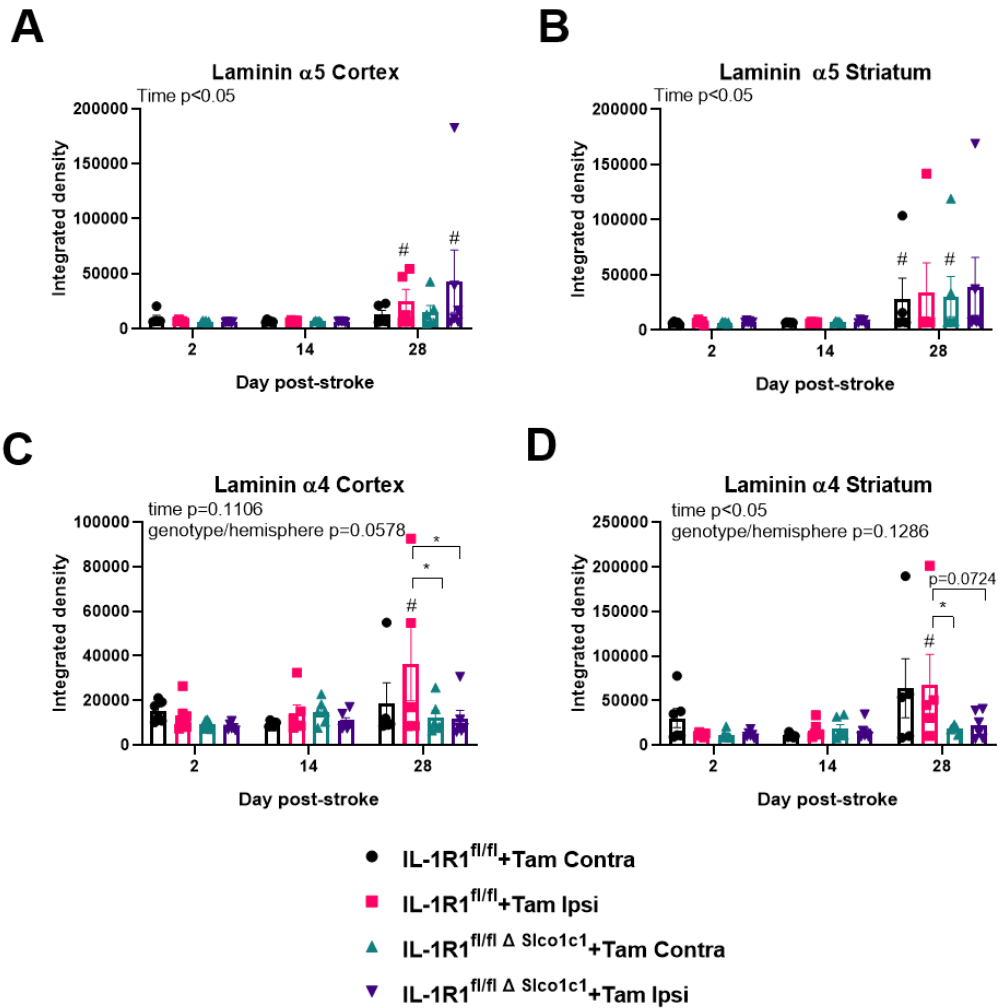 A
Laminin α5 Cortex
Time p<0.05
200000
150000
100000
50000
0
Integrated density
#
#
2
14
28
Day post-stroke
B
Laminin α5 Striatum
Time p<0.05
200000
150000
100000
50000
0
Integrated density
#
#
2
14
28
Day post-stroke
C
Laminin α4 Cortex
time p=0.1106
genotype/hemisphere p=0.0578
100000
80000
60000
40000
20000
0
Integrated density
*
*
#
2
14
28
Day post-stroke
D
Laminin α4 Striatum
time p<0.05
genotype/hemisphere p=0.1286
250000
200000
150000
100000
50000
0
Integrated density
p=0.0724
*
#
2
14
28
Day post-stroke
IL-1R1fl/fl+Tam Contra
IL-1R1fl/fl+Tam Ipsi
IL-1R1fl/fl Δ Slco1c1+Tam Contra
IL-1R1fl/fl Δ Slco1c1+Tam Ipsi